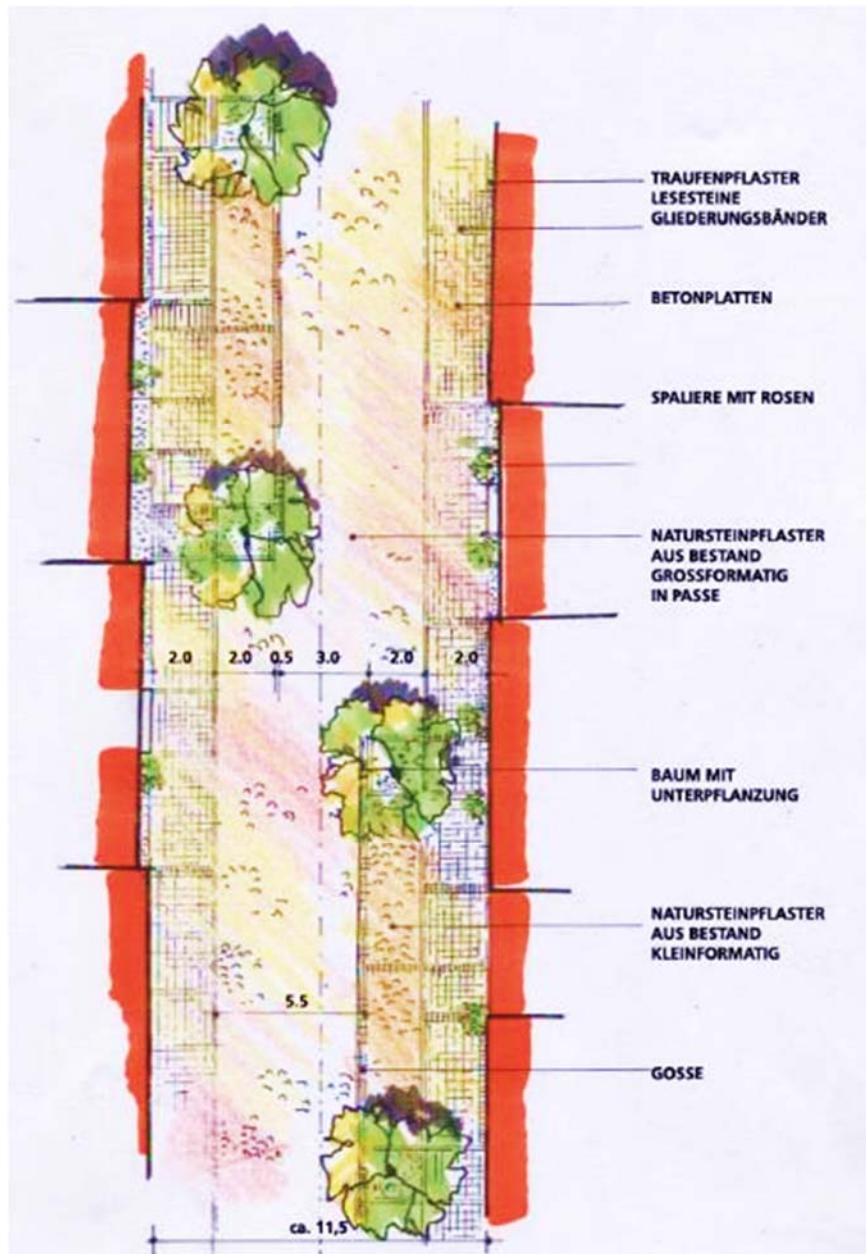 TRAUFENPFLASTER
LESESTEINE
GLIEDERUNGSBÄNDER
BETONPLATTEN
SPALIERE MIT ROSEN
NATURSTEINPFLASTER
AUS BESTAND
GROSSFORMATIG
IN PASSE
2.0 2.0 0.5 3.0 2.0 2.0
BAUM MIT
UNTERPFLANZUNG
NATURSTEINPFLASTER
AUS BESTAND
KLEINFORMATIG
5.5
GOSSE
ca. 11,5